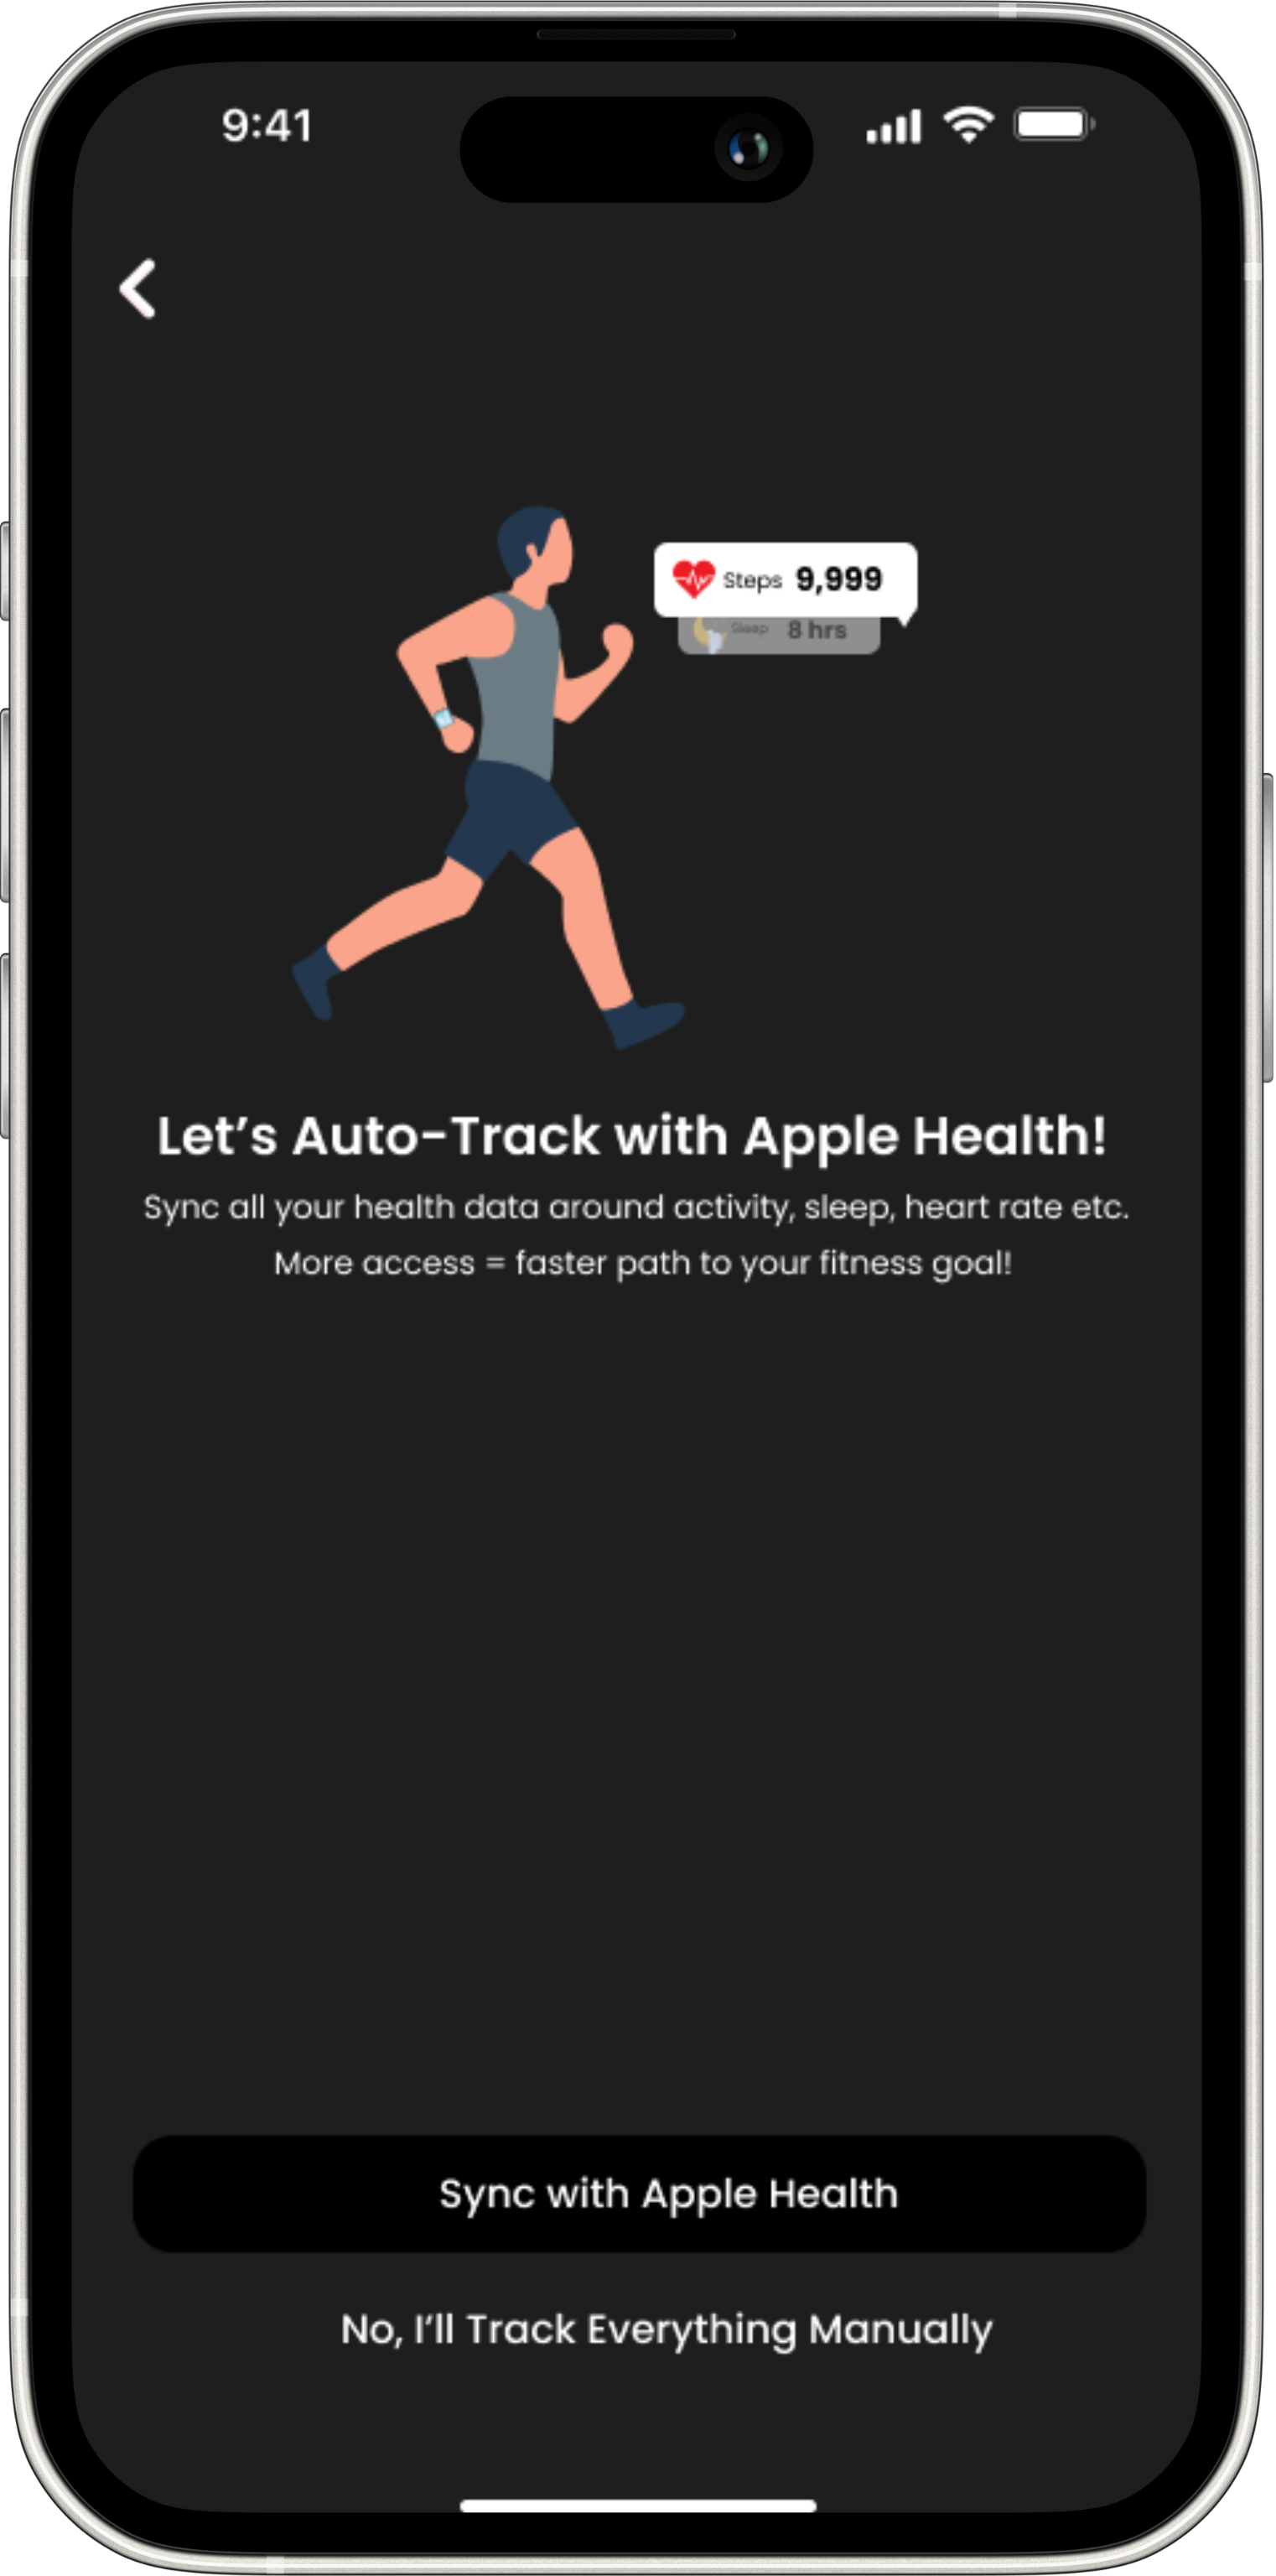 9:41
Steps 9,999
Sleep 8 hrs
Let's Auto-Track with Apple Health!
Sync all your health data around activity, sleep, heart rate etc.
More access = faster path to your fitness goal!
Sync with Apple Health
No, I'll Track Everything Manually